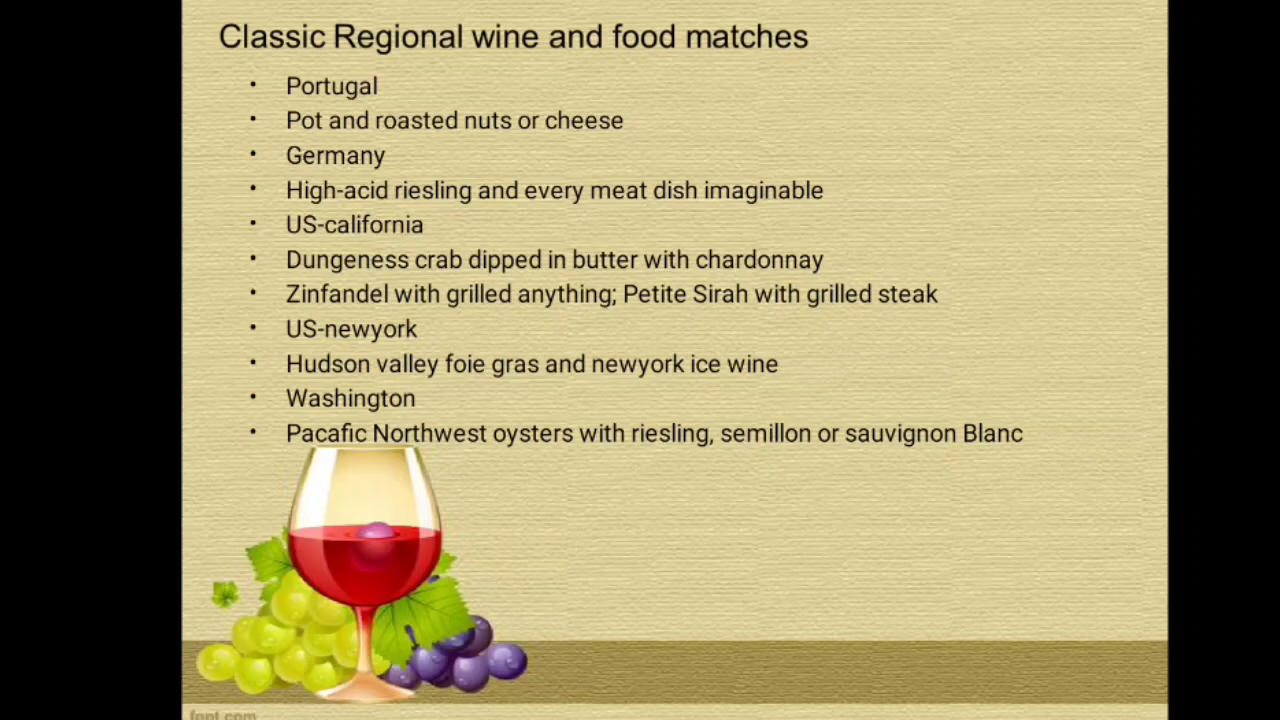 Classic Regional wine and food matches
• Portugal
• Pot and roasted nuts or cheese
• Germany
• High-acid riesling and every meat dish imaginable
• US-california
• Dungeness crab dipped in butter with chardonnay
• Zinfandel with grilled anything; Petite Sirah with grilled steak
• US-newyork
• Hudson valley foie gras and newyork ice wine
• Washington
• Pacafic Northwest oysters with riesling, semillon or sauvignon Blanc